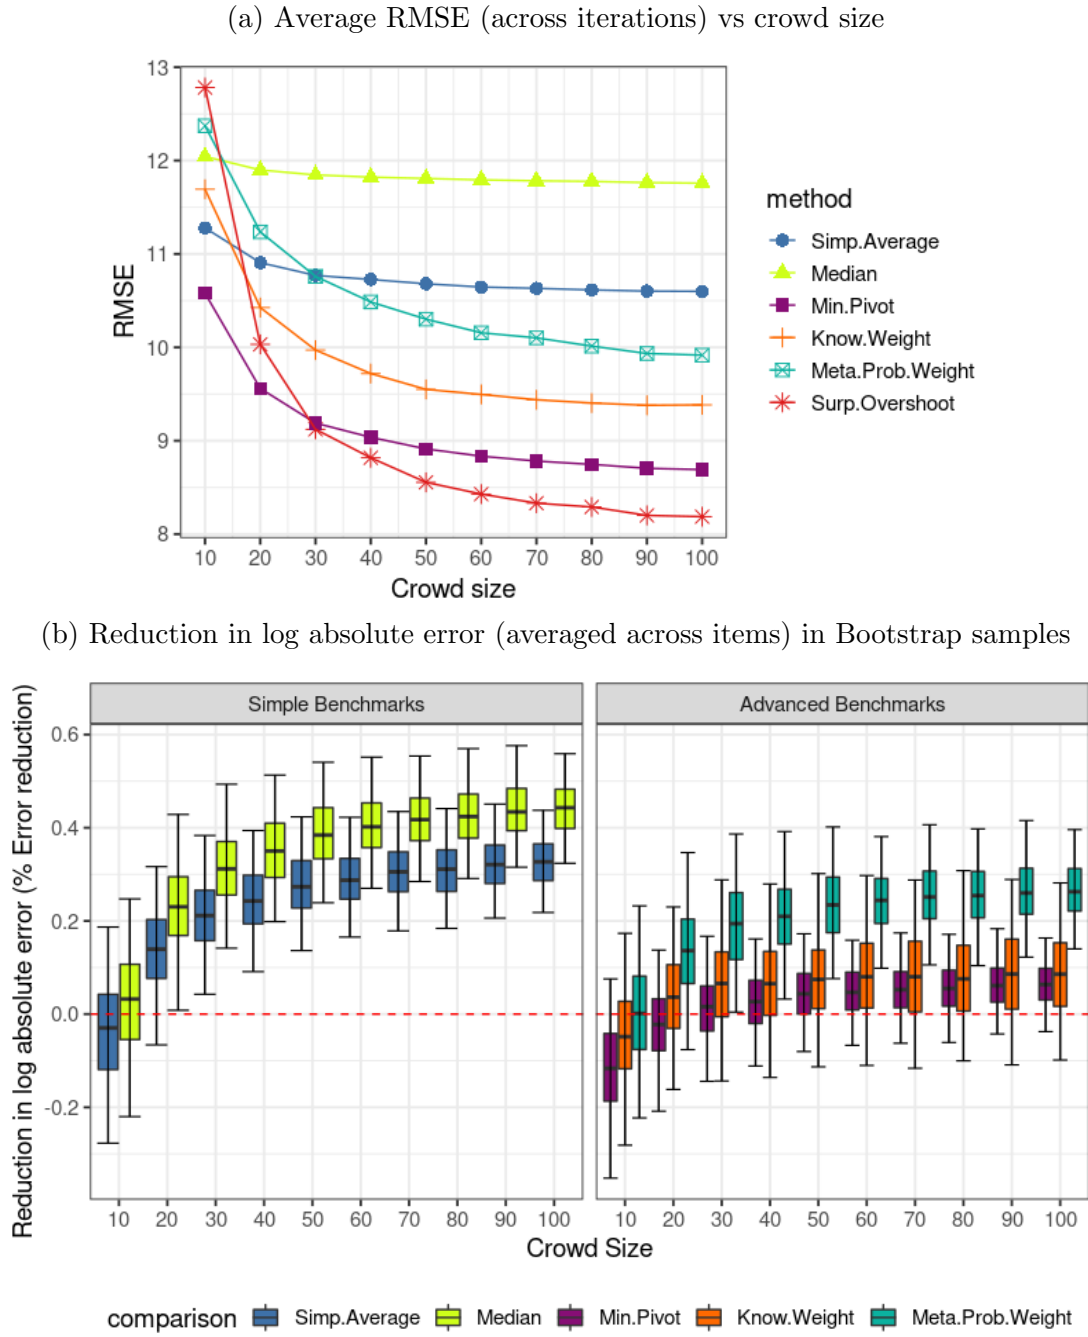 (a) Average RMSE (across iterations) vs crowd size
13
12
11
10
9
8
RMSE
10 20 30 40 50 60 70 80 90 100
Crowd size
method
Simp.Average
Median
Min.Pivot
Know.Weight
Meta.Prob.Weight
Surp.Overshoot
(b) Reduction in log absolute error (averaged across items) in Bootstrap samples
Reduction in log absolute error (% Error reduction)
Simple Benchmarks Advanced Benchmarks
0.6
0.4
0.2
0.0
-0.2
10 20 30 40 50 60 70 80 90 100 10 20 30 40 50 60 70 80 90 100
Crowd Size
comparison Simp.Average Median Min.Pivot Know.Weight Meta.Prob.Weight